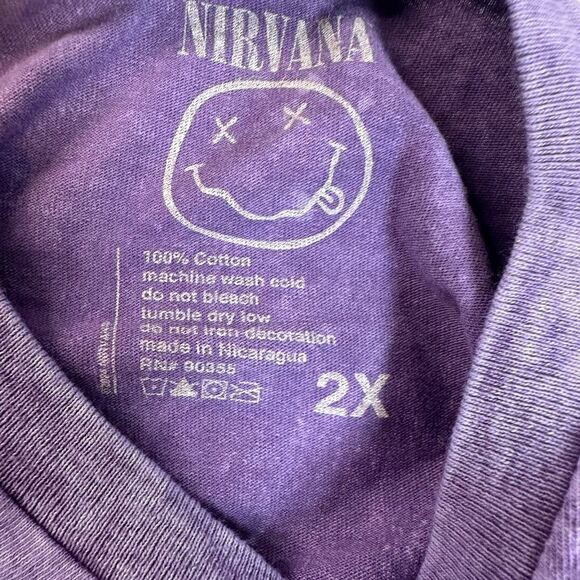 NIRVANA
100% Cotton
machine wash cold
do not bleach
tumble dry low
do not iron decoration
made in Nicaragua
RN# 90355
2X